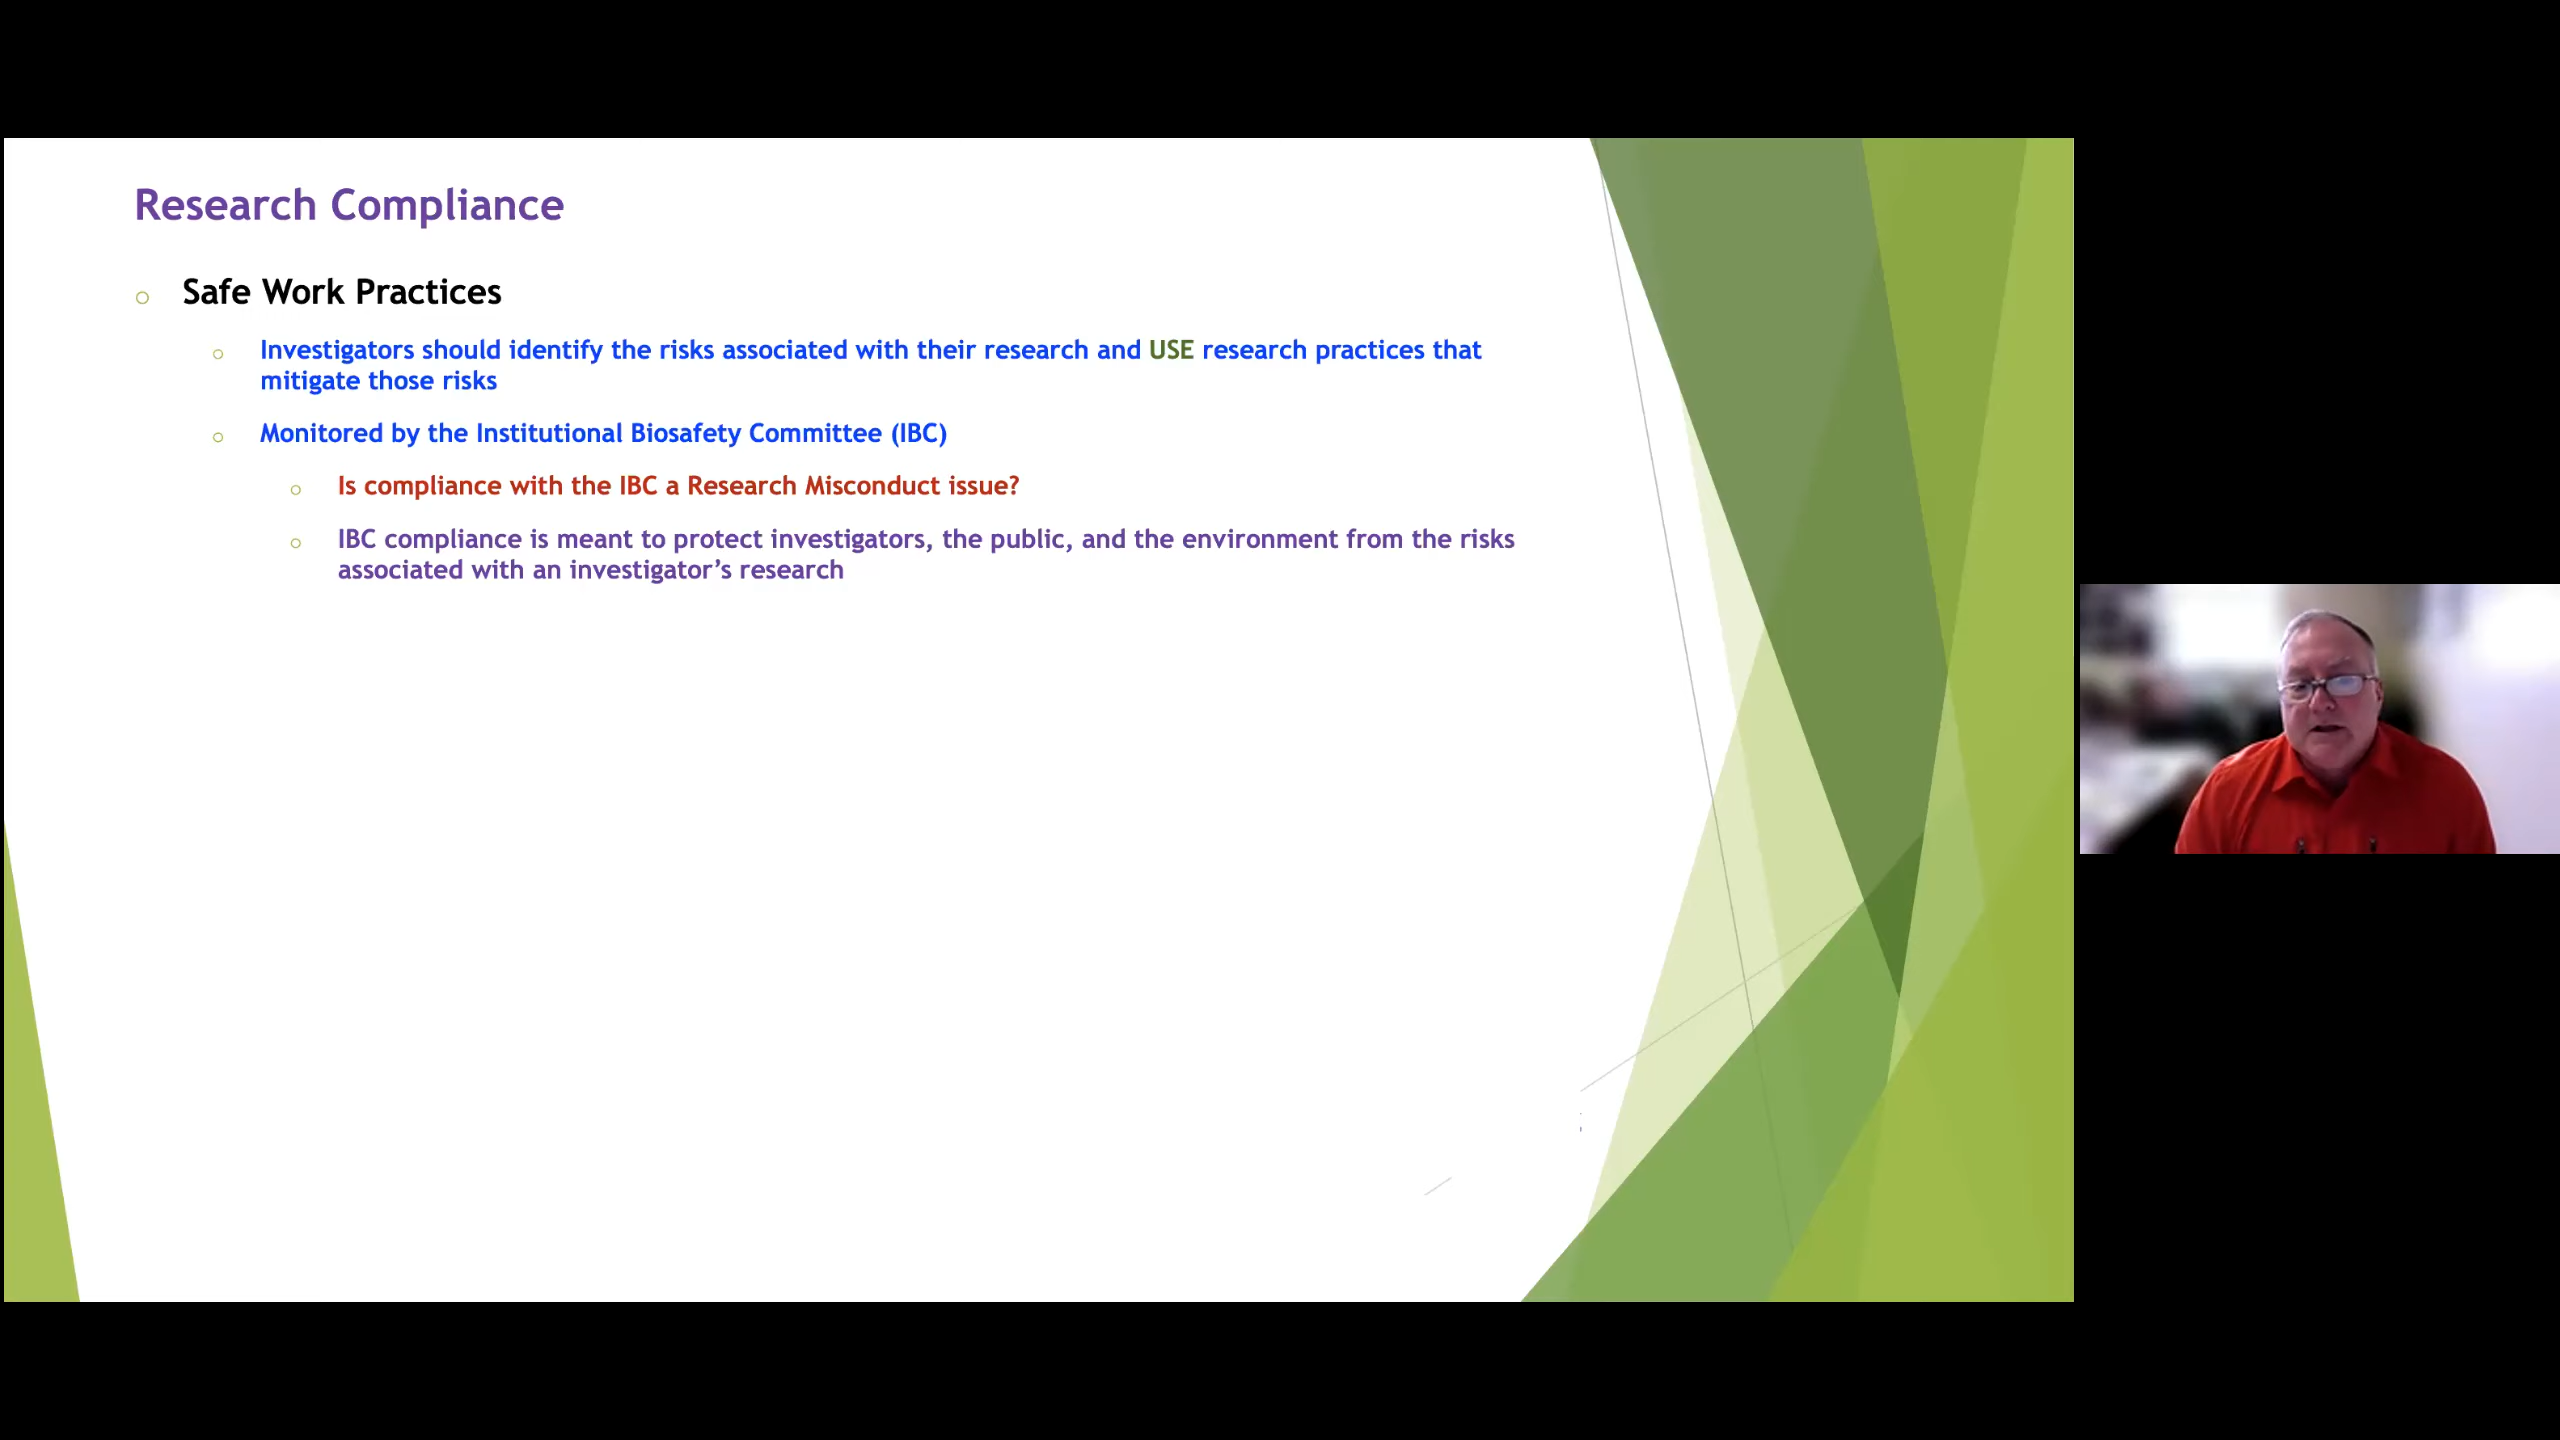 Research Compliance
Safe Work Practices
Investigators should identify the risks associated with their research and USE research practices that
mitigate those risks
Monitored by the Institutional Biosafety Committee (IBC)
Is compliance with the IBC a Research Misconduct issue?
IBC compliance is meant to protect investigators, the public, and the environment from the risks
associated with an investigator’s research